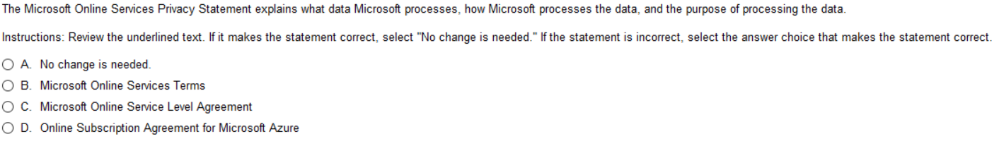 The Microsoft Online Services Privacy Statement explains what data Microsoft processes, how Microsoft processes the data, and the purpose of processing the data.
Instructions: Review the underlined text. If it makes the statement correct, select "No change is needed." If the statement is incorrect, select the answer choice that makes the statement correct.
A. No change is needed.
B. Microsoft Online Services Terms
C. Microsoft Online Service Level Agreement
D. Online Subscription Agreement for Microsoft Azure